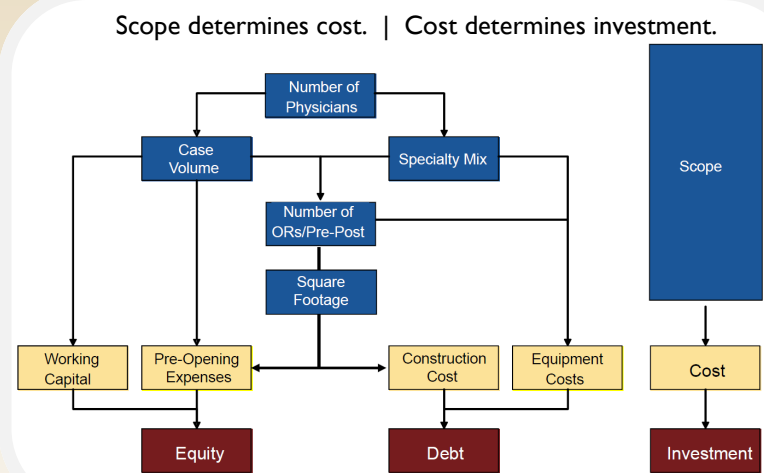 Scope determines cost. | Cost determines investment.
Number of
Physicians
Case
Volume
Specialty Mix
Scope
Number of
ORs/Pre-Post
Square
Footage
Working
Capital
Pre-Opening
Expenses
Construction
Cost
Equipment
Costs
Cost
Equity
Debt
Investment